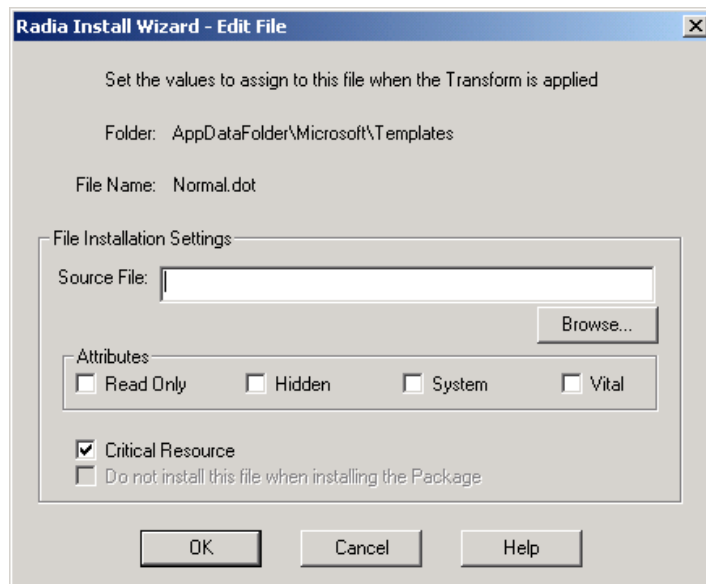 Radia Install Wizard - Edit File
Set the values to assign to this file when the Transform is applied
Folder: AppDataFolder\Microsoft\Templates
File Name: Normal.dot
File Installation Settings
Source File:
Browse...
Attributes
Read Only Hidden System Vital
Critical Resource
Do not install this file when installing the Package
OK Cancel Help